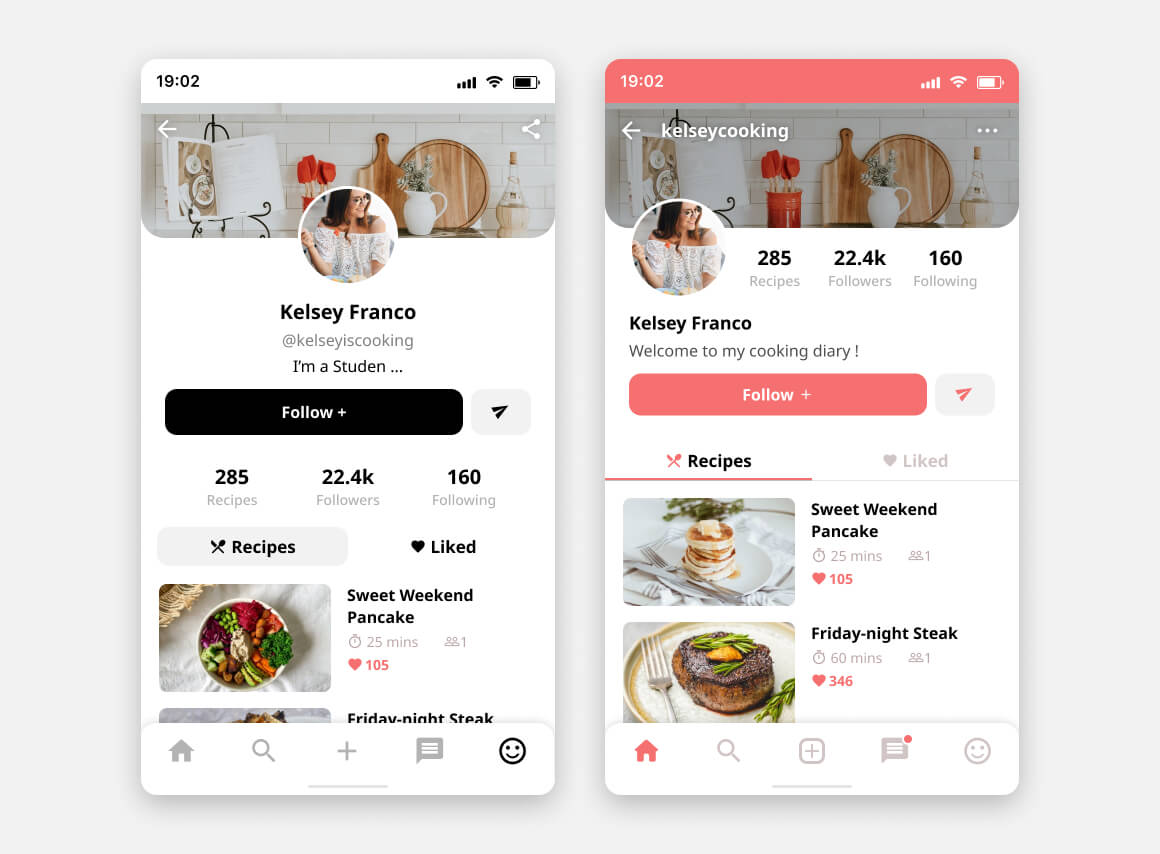 19:02
Kelsey Franco
@kelseyiscooking
I'm a Studen ...
Follow +
285
22.4k
160
Recipes
Followers
Following
Recipes
Liked
Sweet Weekend
Pancake
25 mins
1
105
Friday-night Steak
19:02
kelseycooking
285
22.4k
160
Recipes
Followers
Following
Kelsey Franco
Welcome to my cooking diary !
Follow +
Recipes
Liked
Sweet Weekend
Pancake
25 mins
1
105
Friday-night Steak
60 mins
1
346